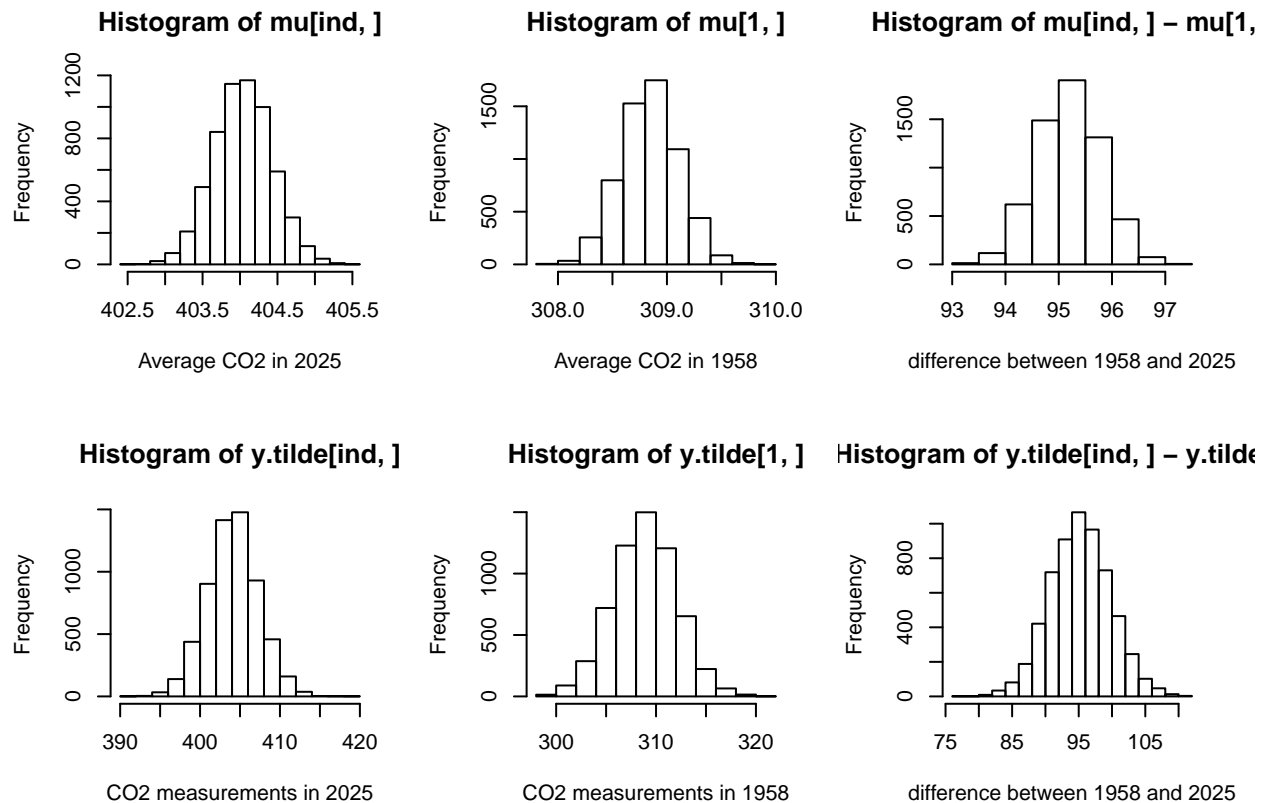 Histogram of mu[ind, ]
Frequency
0
400
800
1200
402.5 403.5 404.5 405.5
Average CO2 in 2025
Histogram of mu[1, ]
Frequency
0
500
1500
308.0 309.0 310.0
Average CO2 in 1958
Histogram of mu[ind, ] − mu[1,
Frequency
0
500
1500
93 94 95 96 97
difference between 1958 and 2025
Histogram of y.tilde[ind, ]
Frequency
0
500
1000
390 400 410 420
CO2 measurements in 2025
Histogram of y.tilde[1, ]
Frequency
0
500
1000
300 310 320
CO2 measurements in 1958
Histogram of y.tilde[ind, ] − y.tilde
Frequency
0
400
800
75 85 95 105
difference between 1958 and 2025